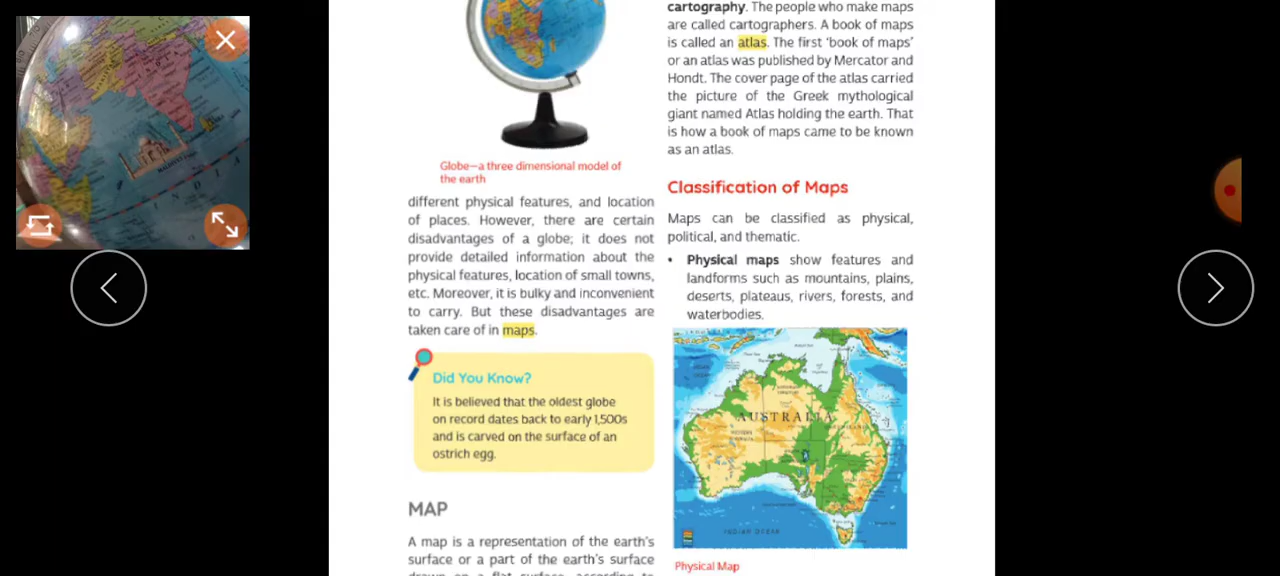 Globe—a three dimensional model of
the earth
different physical features, and location
of places. However, there are certain
disadvantages of a globe; it does not
provide detailed information about the
physical features, location of small towns,
etc. Moreover, it is bulky and inconvenient
to carry. But these disadvantages are
taken care of in maps.
Did You Know?
It is believed that the oldest globe
on record dates back to early 1,500s
and is carved on the surface of an
ostrich egg.
MAP
A map is a representation of the earth's
surface or a part of the earth's surface
drawn on a flat surface, according to
cartography. The people who make maps
are called cartographers. A book of maps
is called an atlas. The first 'book of maps'
or an atlas was published by Mercator and
Hondt. The cover page of the atlas carried
the picture of the Greek mythological
giant named Atlas holding the earth. That
is how a book of maps came to be known
as an atlas.
Classification of Maps
Maps can be classified as physical,
political, and thematic.
• Physical maps show features and
landforms such as mountains, plains,
deserts, plateaus, rivers, forests, and
waterbodies.
AUSTRALIA
INDIAN OCEAN
Physical Map